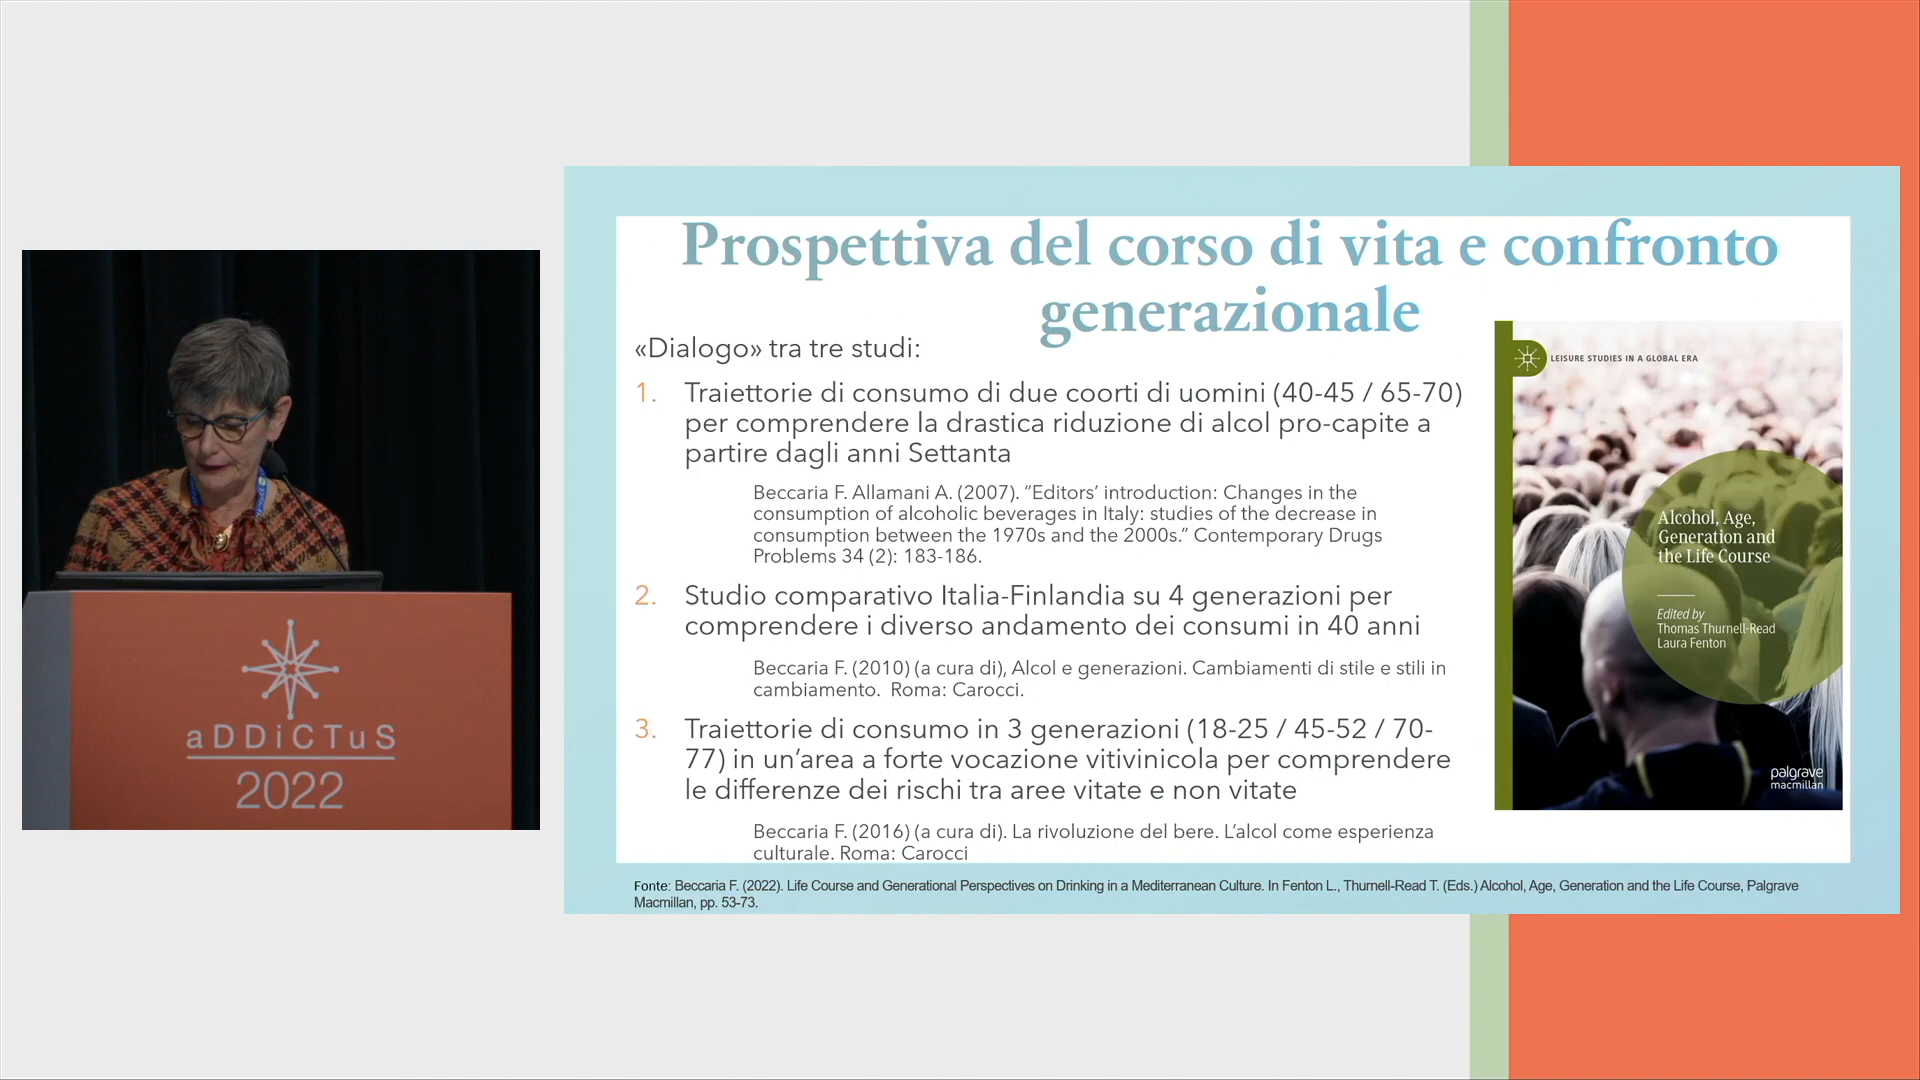 Prospettiva del corso di vita e confronto
generazionale
«Dialogo» tra tre studi:
1. Traiettorie di consumo di due coorti di uomini (40-45 / 65-70)
per comprendere la drastica riduzione di alcol pro-capite a
partire dagli anni Settanta
Beccaria F. Allamani A. (2007). “Editors’ introduction: Changes in the
consumption of alcoholic beverages in Italy: studies of the decrease in
consumption between the 1970s and the 2000s.” Contemporary Drugs
Problems 34 (2): 183-186.
2. Studio comparativo Italia-Finlandia su 4 generazioni per
comprendere i diverso andamento dei consumi in 40 anni
Beccaria F. (2010) (a cura di), Alcol e generazioni. Cambiamenti di stile e stili in
cambiamento. Roma: Carocci.
3. Traiettorie di consumo in 3 generazioni (18-25 / 45-52 / 70-
77) in un’area a forte vocazione vitivinicola per comprendere
le differenze dei rischi tra aree vitate e non vitate
Beccaria F. (2016) (a cura di). La rivoluzione del bere. L’alcol come esperienza
culturale. Roma: Carocci
Fonte: Beccaria F. (2022). Life Course and Generational Perspectives on Drinking in a Mediterranean Culture. In Fenton L., Thurnell-Read T. (Eds.) Alcohol, Age, Generation and the Life Course, Palgrave
Macmillan, pp. 53-73.
LEISURE STUDIES IN A GLOBAL ERA
Alcohol, Age,
Generation and
the Life Course
Edited by
Thomas Thurnell-Read
Laura Fenton
palgrave
macmillan
aDDiCTuS
2022